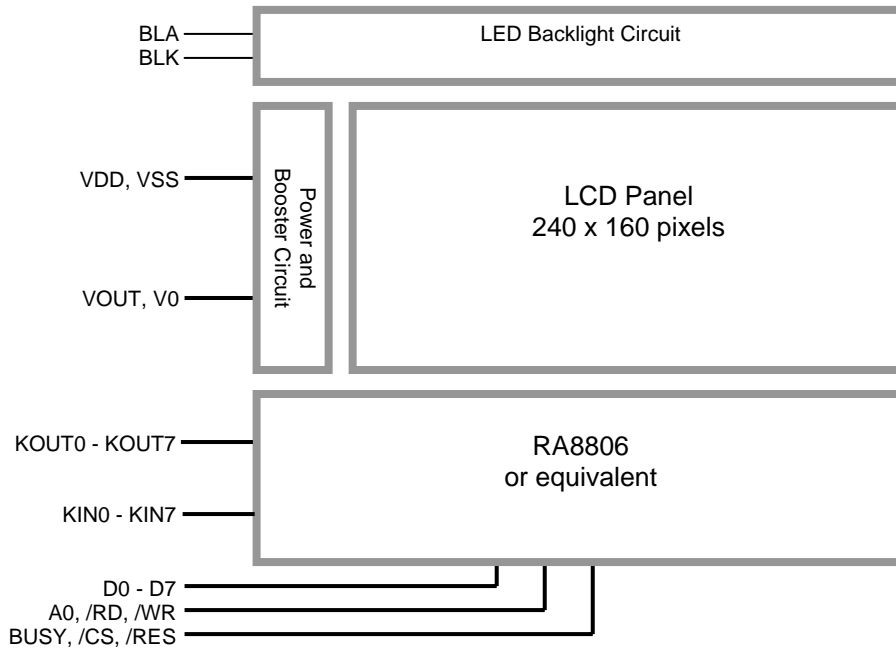 BLA
BLK
LED Backlight Circuit
VDD, VSS
VOUT, V0
Power and
Booster Circuit
LCD Panel
240 x 160 pixels
KOUT0 - KOUT7
KIN0 - KIN7
RA8806
or equivalent
D0 - D7
A0, /RD, /WR
BUSY, /CS, /RES